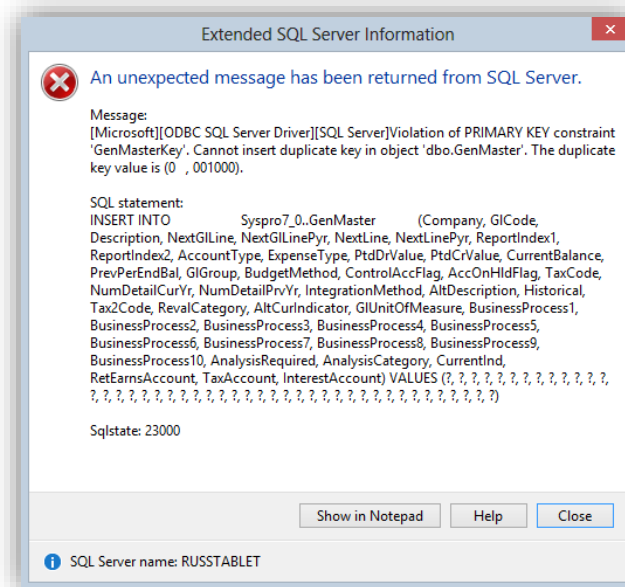 Extended SQL Server Information
An unexpected message has been returned from SQL Server.
Message:
[Microsoft][ODBC SQL Server Driver][SQL Server]Violation of PRIMARY KEY constraint
'GenMasterKey'. Cannot insert duplicate key in object 'dbo.GenMaster'. The duplicate
key value is (0   , 001000).
SQL statement:
INSERT INTO Syspro7_0..GenMaster (Company, GlCode,
Description, NextGlLine, NextGlLinePyr, NextLine, NextLinePyr, ReportIndex1,
ReportIndex2, AccountType, ExpenseType, PtdDrValue, PtdCrValue, CurrentBalance,
PrevPerEndBal, GlGroup, BudgetMethod, ControlAccFlag, AccOnHldFlag, TaxCode,
NumDetailCurYr, NumDetailPrvYr, IntegrationMethod, AltDescription, Historical,
Tax2Code, RevalCategory, AltCurIndicator, GlUnitOfMeasure, BusinessProcess1,
BusinessProcess2, BusinessProcess3, BusinessProcess4, BusinessProcess5,
BusinessProcess6, BusinessProcess7, BusinessProcess8, BusinessProcess9,
BusinessProcess10, AnalysisRequired, AnalysisCategory, CurrentInd,
RetEarnsAccount, TaxAccount, InterestAccount) VALUES (?, ?, ?, ?, ?, ?, ?, ?, ?, ?, ?, ?, ?,
?, ?, ?, ?, ?, ?, ?, ?, ?, ?, ?, ?, ?, ?, ?, ?, ?, ?, ?, ?, ?, ?, ?, ?, ?, ?, ?, ?, ?, ?, ?, ?)
Sqlstate: 23000
Show in Notepad
Help
Close
SQL Server name: RUSSTABLET